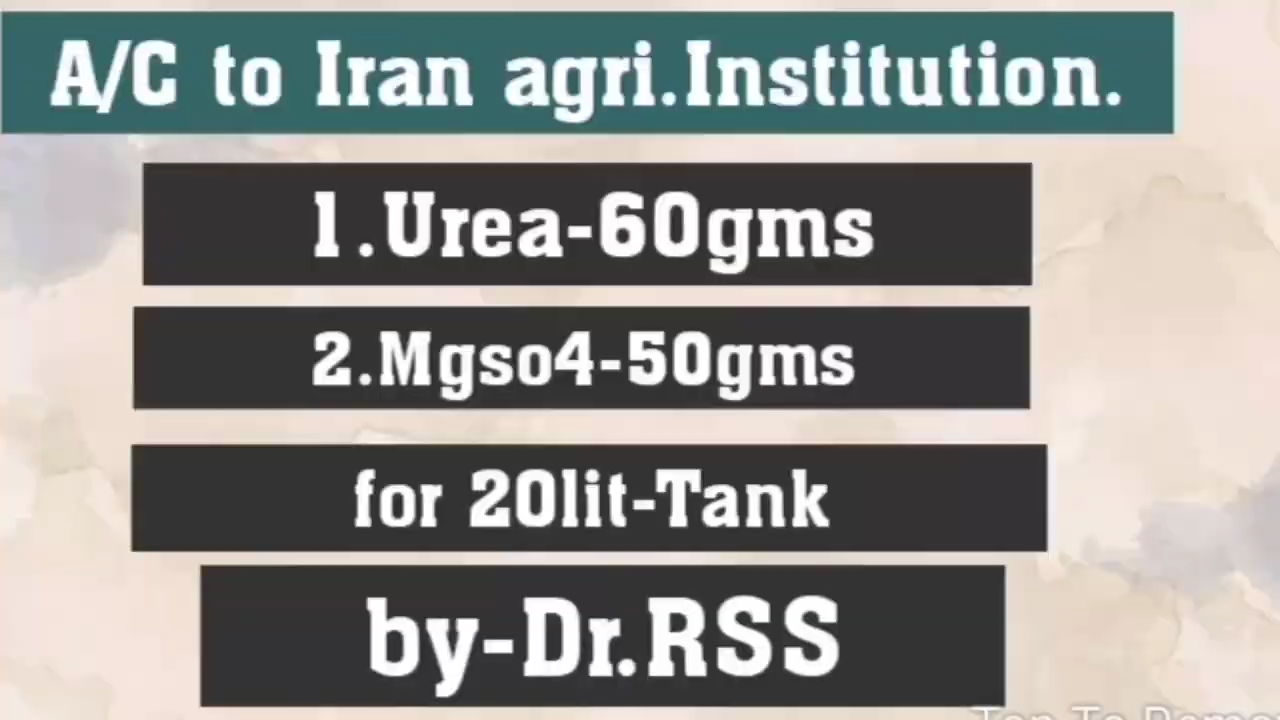 A/C to Iran agri.Institution.
1.Urea-60gms
2.Mgso4-50gms
for 20lit-Tank
by-Dr.RSS